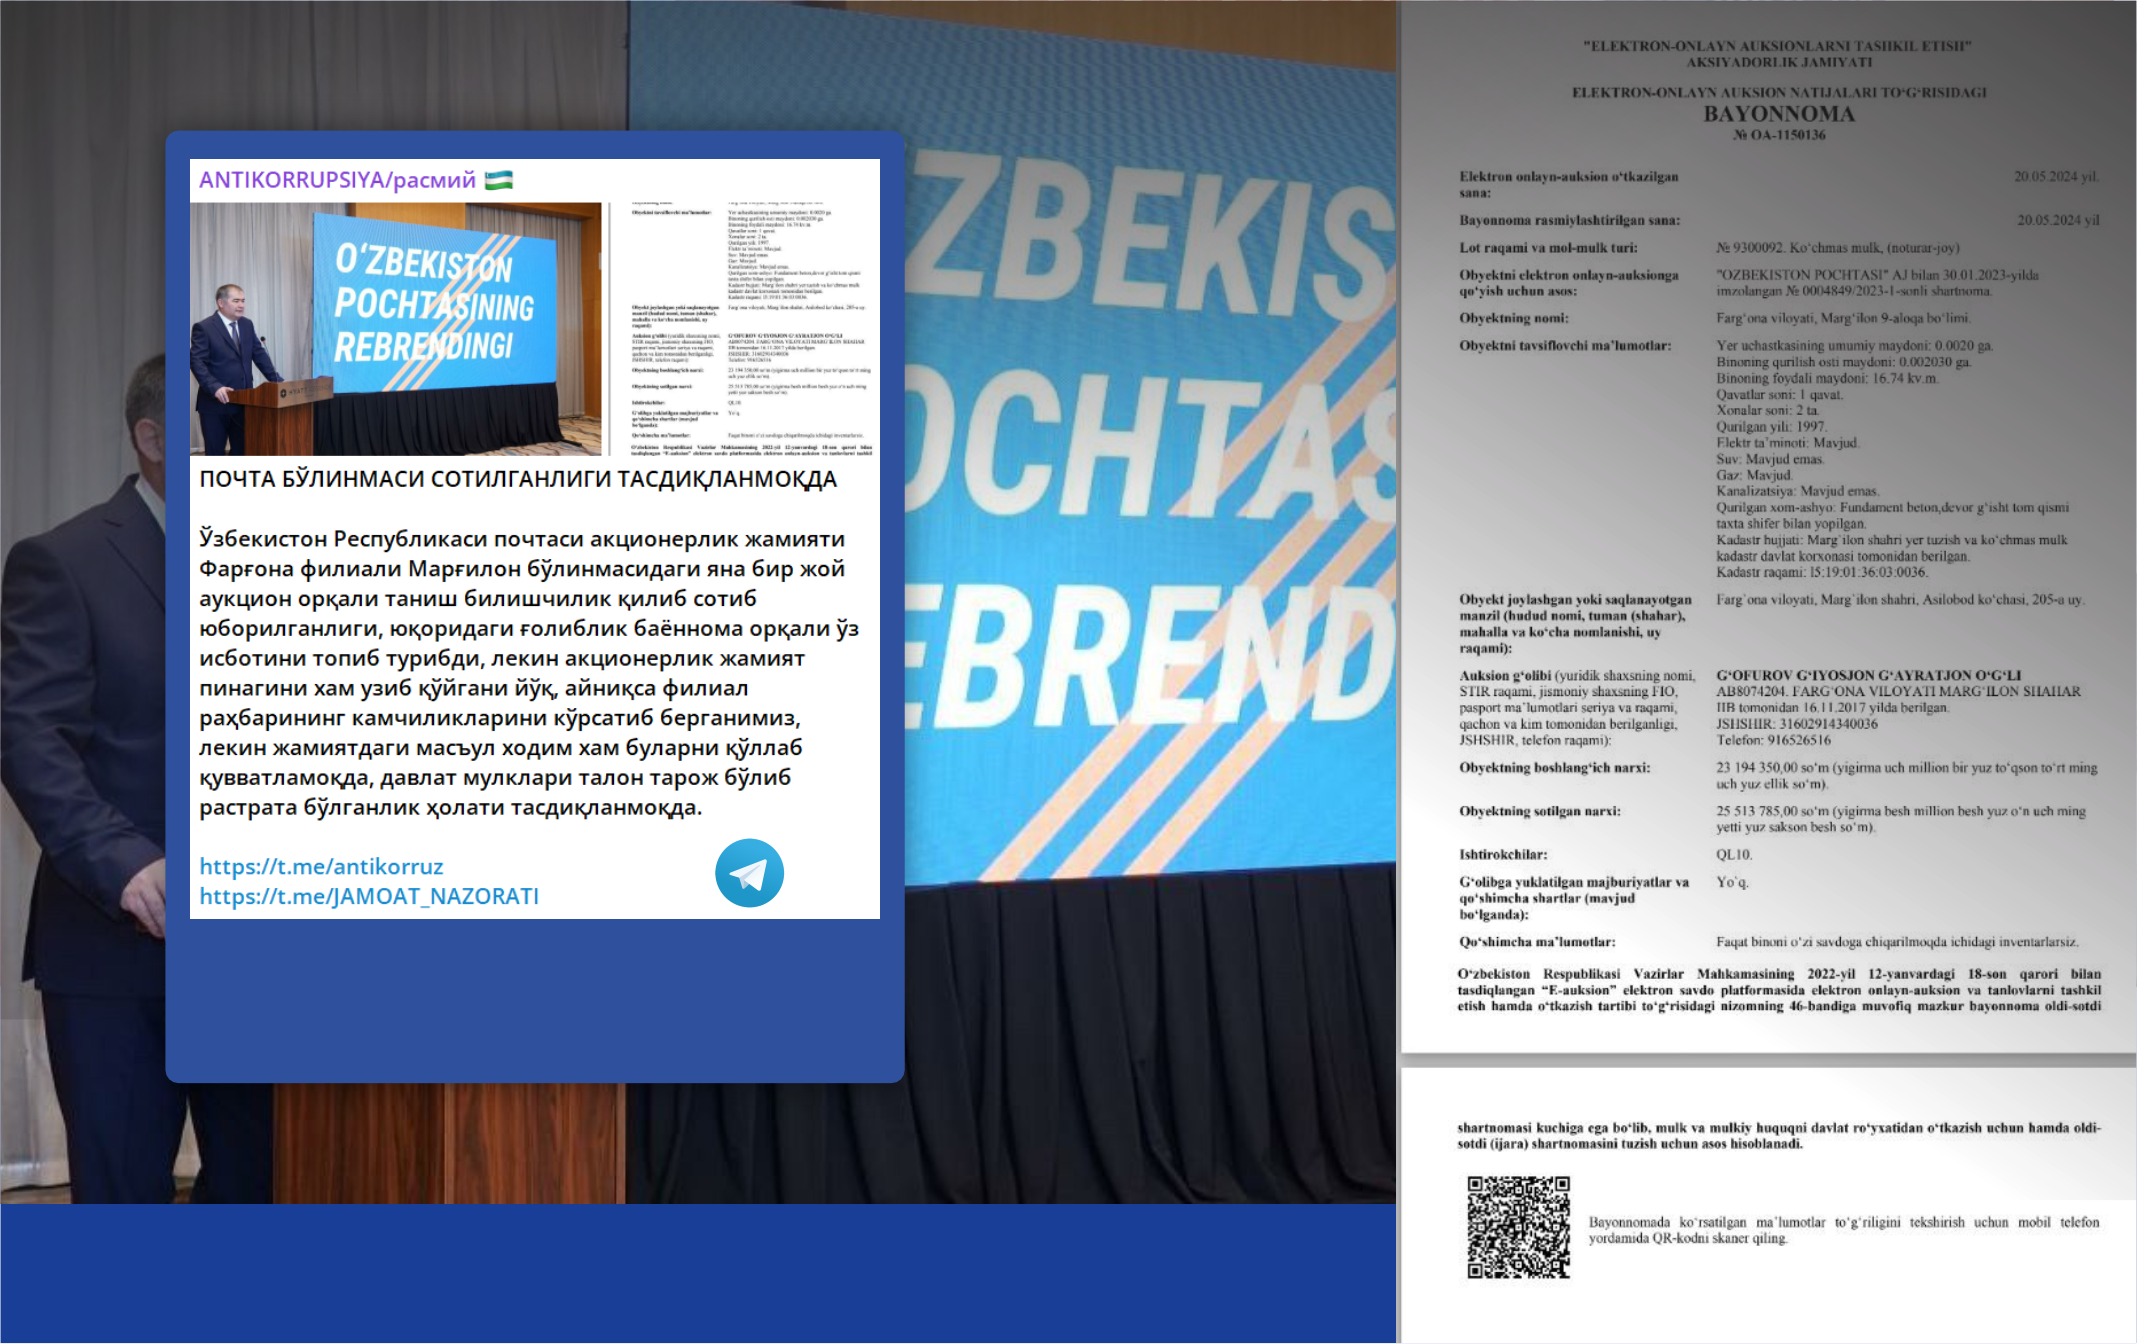 ANTIKORRUPSIYA/расмий
O‘ZBEKISTON
POCHTASINING
REBRENDINGI
ПОЧТА БЎЛИНМАСИ СОТИЛГАНЛИГИ ТАСДИҚЛАНМОҚДА
Ўзбекистон Республикаси почтаси акционерлик жамияти
Фарғона филиали Марғилон бўлинмасидаги яна бир жой
аукцион орқали таниш билишчилик қилиб сотиб
юборилганлиги, юқоридаги ғолиблик баённома орқали ўз
исботини топиб турибди, лекин акционерлик жамият
пинагини хам узиб қўйгани йўқ, айниқса филиал
раҳбарининг камчиликларини кўрсатиб берганимиз,
лекин жамиятдаги масъул ходим хам буларни қўллаб
қувватламоқда, давлат мулклари талон тарож бўлиб
растрата бўлганлик ҳолати тасдиқланмоқда.
https://t.me/antikorruz
https://t.me/JAMOAT_NAZORATI
ZBEKIS
OCHTAS
EBREND
"ELEKTRON-ONLAYN AUKSIONLARNI TASHKIL ETISH"
AKSIYADORLIK JAMIYATI
ELEKTRON-ONLAYN AUKSION NATIJALARI TO‘G‘RISIDAGI
BAYONNOMA
№ OA-1150136
Elektron onlayn-auksion o‘tkazilgan sana: 20.05.2024 yil.
Bayonnoma rasmiylashtirilgan sana: 20.05.2024 yil
Lot raqami va mol-mulk turi: № 9300092. Ko‘chmas mulk, (noturar-joy)
Obyektni elektron onlayn-auksionga "OZBEKISTON POCHTASI" AJ bilan 30.01.2023-yilda
qo‘yish uchun asos: imzolangan № 0004849/2023-1-sonli shartnoma.
Obyektning nomi: Farg‘ona viloyati, Marg‘ilon 9-aloqa bo‘limi.
Obyektni tavsiflovchi ma’lumotlar: Yer uchastkasining umumiy maydoni: 0.0020 ga.
Binoning qurilish osti maydoni: 0.002030 ga.
Binoning foydali maydoni: 16.74 kv.m.
Qavatlar soni: 1 qavat.
Xonalar soni: 2 ta.
Qurilgan yili: 1997.
Elektr ta’minoti: Mavjud.
Suv: Mavjud emas.
Gaz: Mavjud.
Kanalizatsiya: Mavjud emas.
Qurilgan xom-ashyo: Fundament beton,devor g‘isht tom qismi
taxta shifer bilan yopilgan.
Kadastr hujjati: Marg`ilon shahri yer tuzish va ko‘chmas mulk
kadastr davlat korxonasi tomonidan berilgan.
Kadastr raqami: 15:19:01:36:03:0036.
Obyekt joylashgan yoki saqlanayotgan Farg`ona viloyati, Marg`ilon shahri, Asilobod ko‘chasi, 205-a uy.
manzil (hudud nomi, tuman (shahar),
mahalla va ko‘cha nomlanishi, uy
raqami):
Auksion g‘olibi (yuridik shaxsning nomi, G‘OFUROV G‘IYOSJON G‘AYRATJON O‘G‘LI
STIR raqami, jismoniy shaxsning FIO, AB8074204. FARG‘ONA VILOYATI MARG‘ILON SHAHAR
pasport ma’lumotlari seriya va raqami, IIB tomonidan 16.11.2017 yilda berilgan.
qachon va kim tomonidan berilganligi, JSHSHIR: 31602914340036
JSHSHIR, telefon raqami): Telefon: 916526516
Obyektning boshlang‘ich narxi: 23 194 350,00 so‘m (yigirma uch million bir yuz to‘qson to‘rt ming
uch yuz ellik so‘m).
Obyektning sotilgan narxi: 25 513 785,00 so‘m (yigirma besh million besh yuz o‘n uch ming
yetti yuz sakson besh so‘m).
Ishtirokchilar: QL10.
G‘olibga yuklatilgan majburiyatlar va Yo`q.
qo‘shimcha shartlar (mavjud
bo‘lganda):
Qo‘shimcha ma’lumotlar: Faqat binoni o‘zi savdoga chiqarilmoqda ichidagi inventarlarsiz.
O‘zbekiston Respublikasi Vazirlar Mahkamasining 2022-yil 12-yanvardagi 18-son qarori bilan
tasdiqlangan “E-auksion” elektron savdo platformasida elektron onlayn-auksion va tanlovlarni tashkil
etish hamda o‘tkazish tartibi to‘g‘risidagi nizomning 46-bandiga muvofiq mazkur bayonnoma oldi-sotdi
shartnomasi kuchiga ega bo‘lib, mulk va mulkiy huquqni davlat ro‘yxatidan o‘tkazish uchun hamda oldi-
sotdi (ijara) shartnomasini tuzish uchun asos hisoblanadi.
Bayonnomada ko‘rsatilgan ma’lumotlar to‘g‘riligini tekshirish uchun mobil telefon
yordamida QR-kodni skaner qiling.